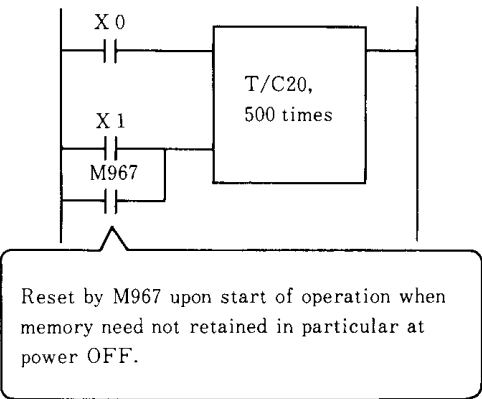 X 0
T/C20,
500 times
X 1
M967
Reset by M967 upon start of operation when
memory need not retained in particular at
power OFF.